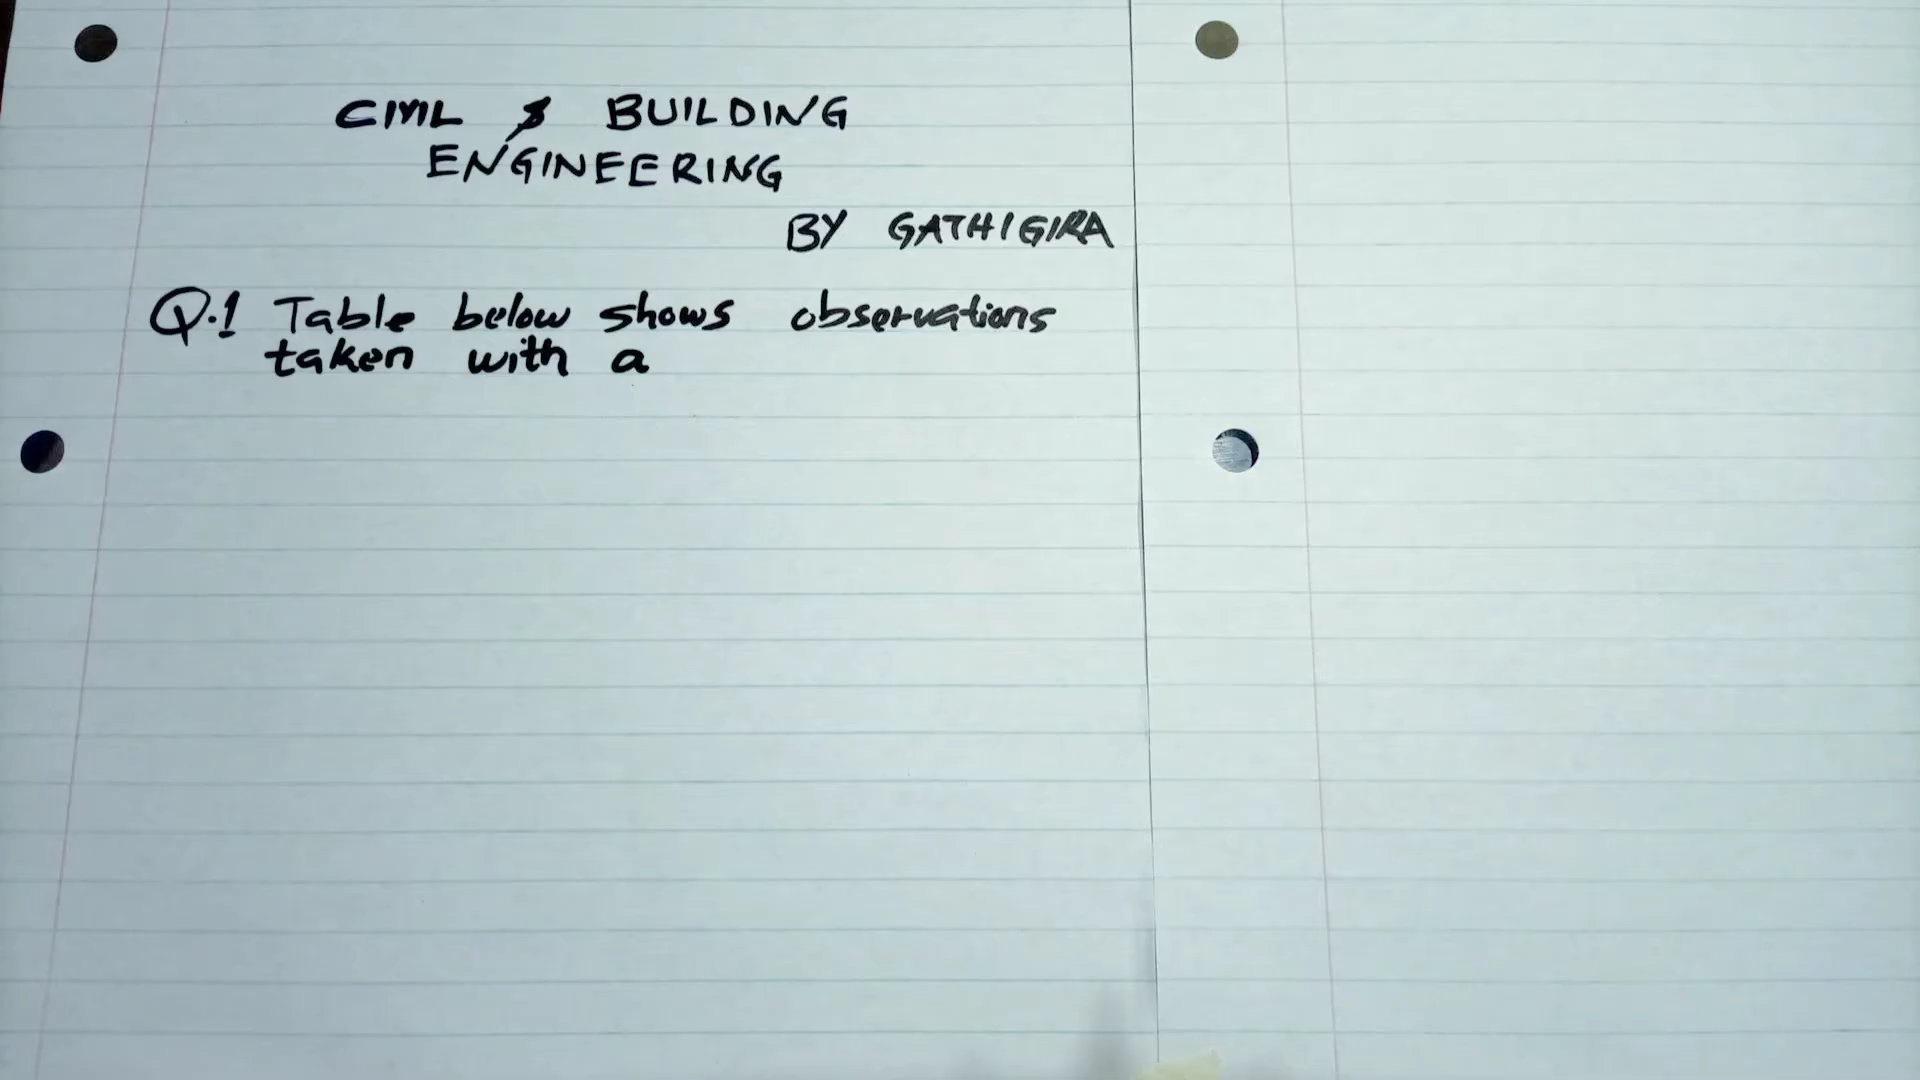 CIVIL & BUILDING
ENGINEERING
BY GATHIGIRA
Q.1 Table below shows observations
taken with a